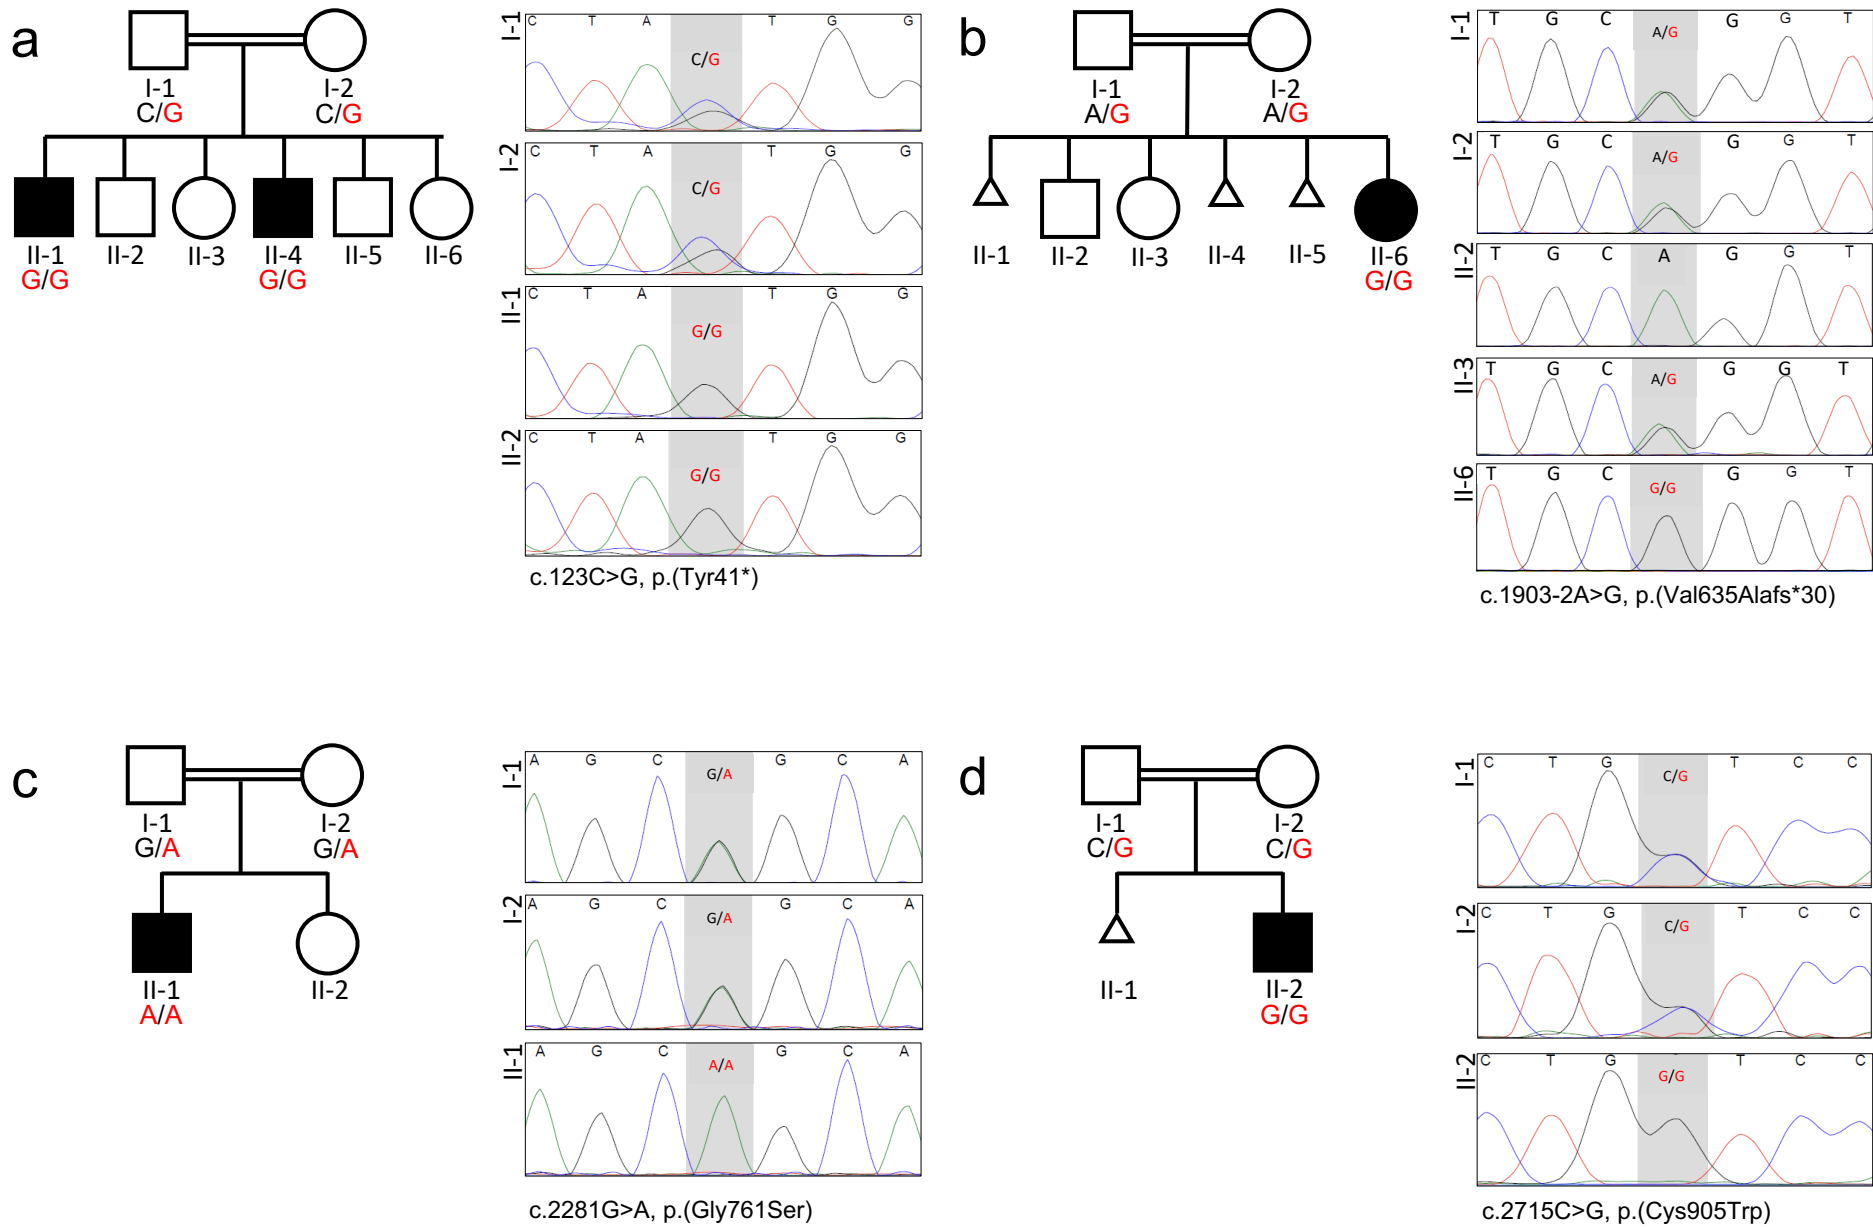 a
I-1
C/G
I-2
C/G
II-1
G/G
II-2
II-3
II-4
G/G
II-5
II-6
I-1
C T A T G G
C/G
I-2
C T A T G G
C/G
II-1
C T A T G G
G/G
II-2
C T A T G G
G/G
c.123C>G, p.(Tyr41*)
b
I-1
A/G
I-2
A/G
II-1
II-2
II-3
II-4
II-5
II-6
G/G
I-1
T G C G G T
A/G
I-2
T G C G G T
A/G
II-2
T G C A G G T
II-3
T G C G G T
A/G
II-6
T G C G G T
G/G
c.1903-2A>G, p.(Val635Alafs*30)
c
I-1
G/A
I-2
G/A
II-1
A/A
II-2
I-1
A G C G C A
G/A
I-2
A G C G C A
G/A
II-1
A G C G C A
A/A
c.2281G>A, p.(Gly761Ser)
d
I-1
C/G
I-2
C/G
II-1
II-2
G/G
I-1
C T G T C C
C/G
I-2
C T G T C C
C/G
II-2
C T G T C C
G/G
c.2715C>G, p.(Cys905Trp)